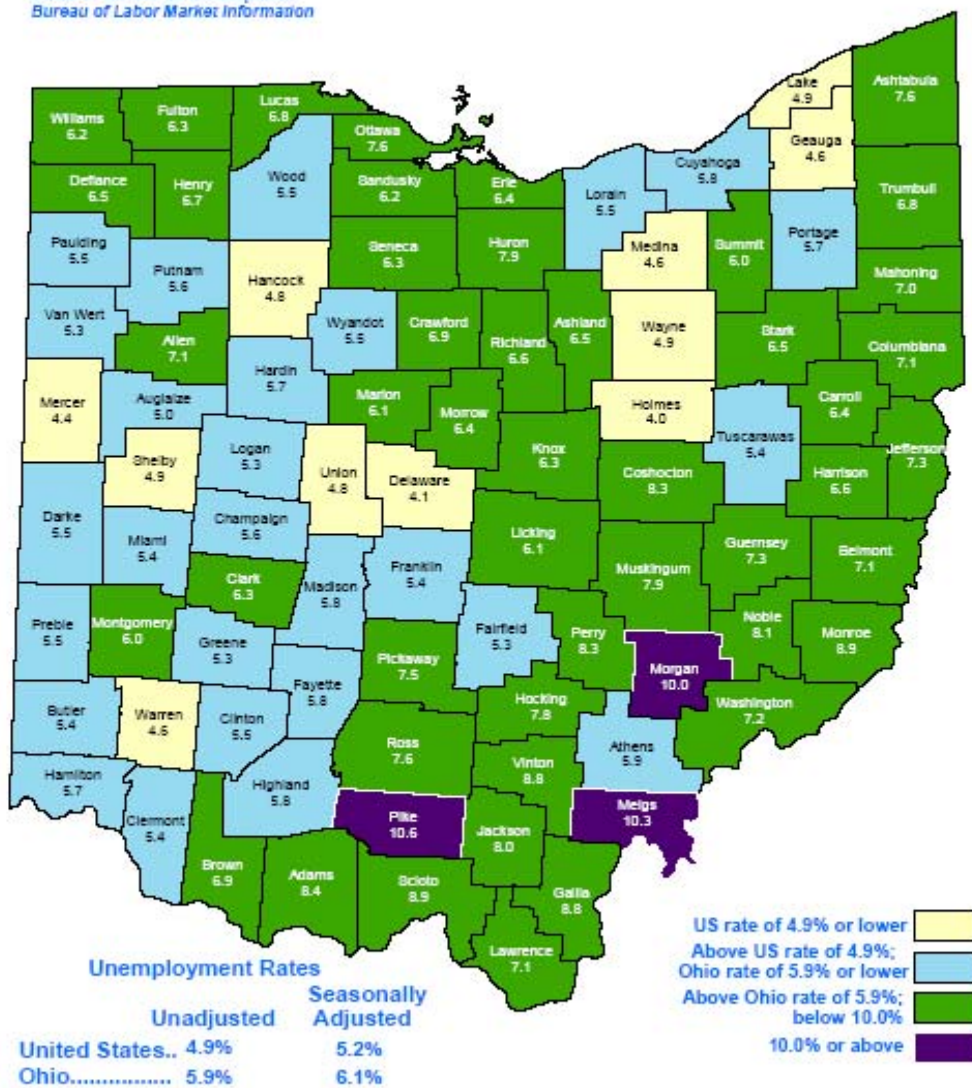 Bureau of Labor Market Information
Lake
4.9
Ashtabula
7.6
Geauga
4.6
Williams
6.2
Fulton
6.3
Lucas
6.8
Ottawa
7.6
Cuyahoga
5.8
Wood
5.5
Sandusky
6.2
Erie
6.4
Lorain
5.5
Trumbull
6.8
Defiance
6.5
Henry
6.7
Portage
5.7
Paulding
5.5
Seneca
6.3
Huron
7.9
Medina
4.6
Summit
6.0
Putnam
5.6
Hancock
4.8
Mahoning
7.0
Van Wert
5.3
Wyandot
5.5
Crawford
6.9
Richland
6.6
Ashland
6.5
Wayne
4.9
Stark
6.5
Allen
7.1
Columbiana
7.1
Hardin
5.7
Mercer
4.4
Auglaize
5.0
Marion
6.1
Morrow
6.4
Holmes
4.0
Carroll
6.4
Tuscarawas
5.4
Jefferson
7.3
Logan
5.3
Knox
6.3
Shelby
4.9
Union
4.8
Delaware
4.1
Coshocton
8.3
Harrison
6.6
Darke
5.5
Champaign
5.6
Licking
6.1
Miami
5.4
Guernsey
7.3
Belmont
7.1
Franklin
5.4
Muskingum
7.9
Clark
6.3
Madison
5.8
Preble
5.5
Montgomery
6.0
Noble
8.1
Greene
5.3
Fairfield
5.3
Perry
8.3
Monroe
8.9
Pickaway
7.5
Morgan
10.0
Fayette
5.8
Hocking
7.8
Washington
7.2
Butler
5.4
Warren
4.6
Clinton
5.5
Ross
7.6
Athens
5.9
Vinton
8.8
Hamilton
5.7
Highland
5.8
Clermont
5.4
Pike
10.6
Meigs
10.3
Jackson
8.0
Brown
6.9
Adams
8.4
Scioto
8.9
Gallia
8.8
Lawrence
7.1
US rate of 4.9% or lower
Above US rate of 4.9%;
Ohio rate of 5.9% or lower
Above Ohio rate of 5.9%;
below 10.0%
10.0% or above
Unemployment Rates
Seasonally
Unadjusted Adjusted
United States.. 4.9% 5.2%
Ohio................ 5.9% 6.1%